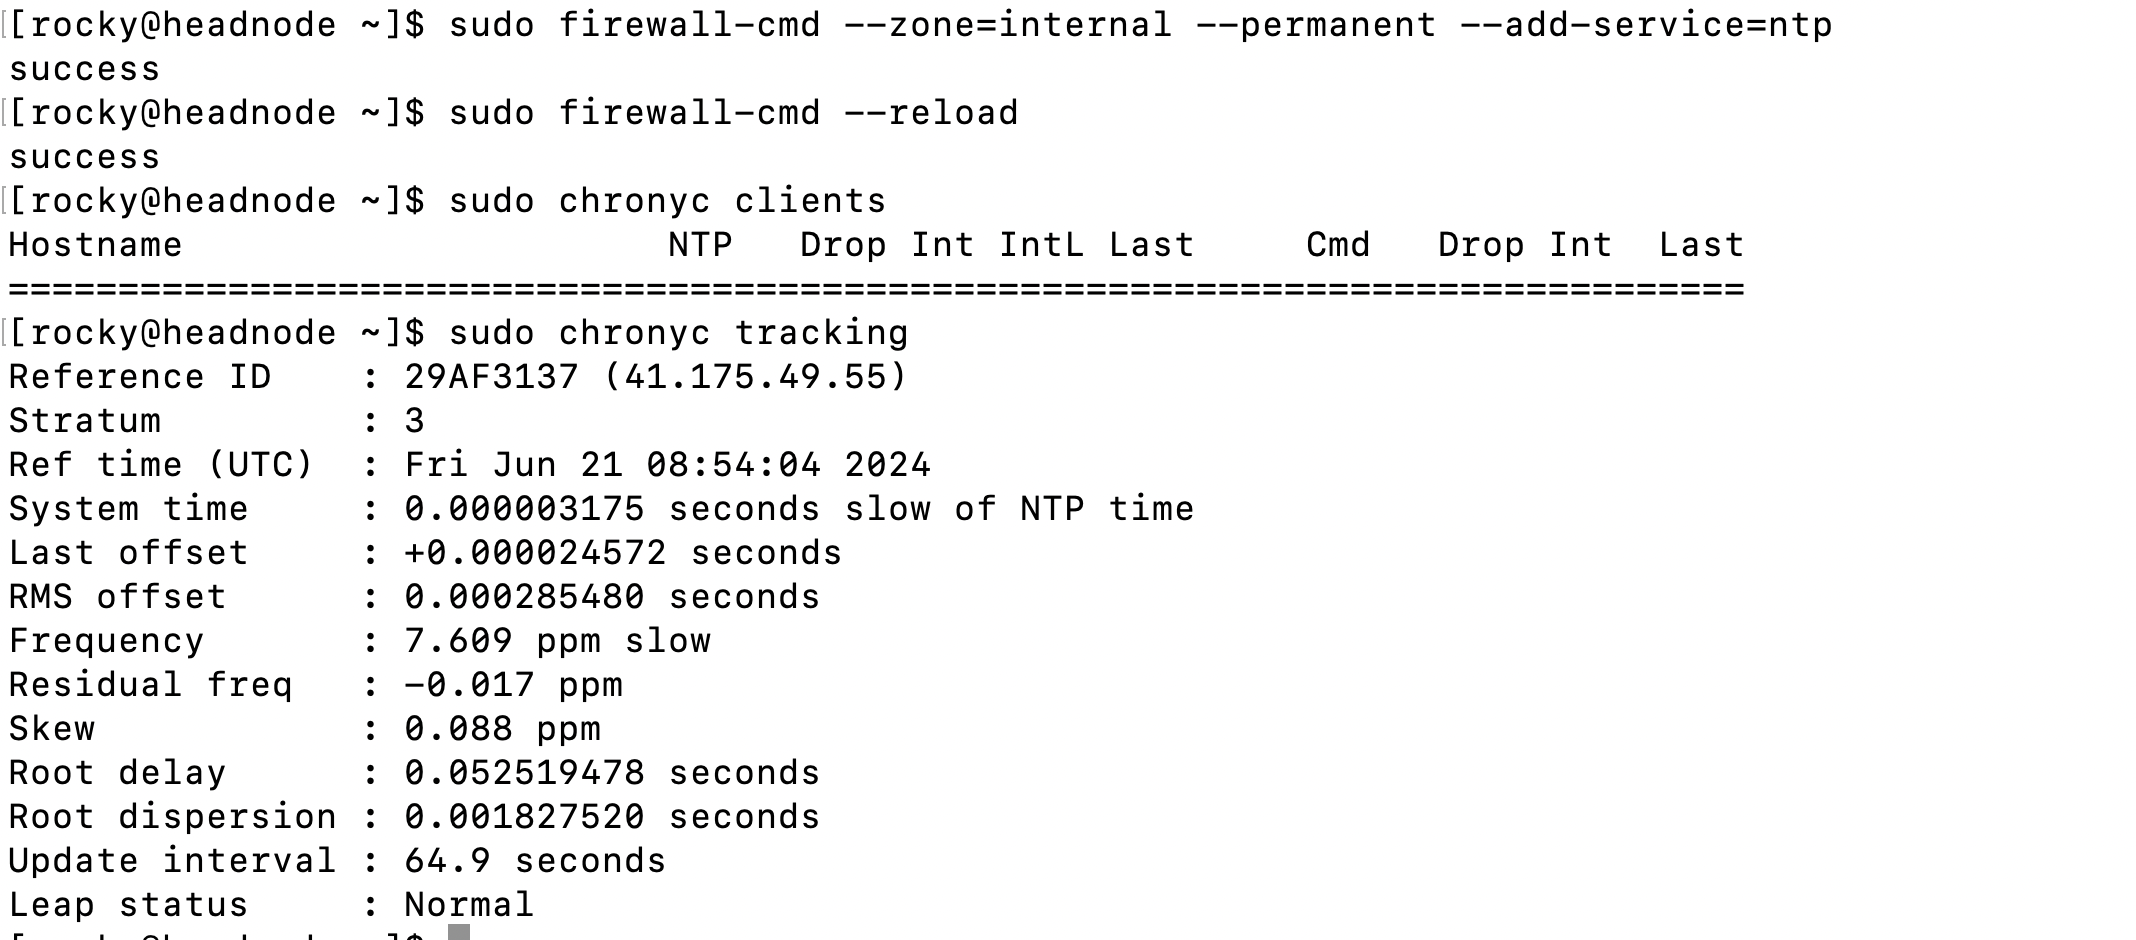 [rocky@headnode ~]$ sudo firewall-cmd --zone=internal --permanent --add-service=ntp
success
[rocky@headnode ~]$ sudo firewall-cmd --reload
success
[rocky@headnode ~]$ sudo chronyc clients
Hostname                      NTP   Drop Int IntL Last     Cmd   Drop Int  Last
===============================================================================
[rocky@headnode ~]$ sudo chronyc tracking
Reference ID    : 29AF3137 (41.175.49.55)
Stratum         : 3
Ref time (UTC)  : Fri Jun 21 08:54:04 2024
System time     : 0.000003175 seconds slow of NTP time
Last offset     : +0.000024572 seconds
RMS offset      : 0.000285480 seconds
Frequency       : 7.609 ppm slow
Residual freq   : -0.017 ppm
Skew            : 0.088 ppm
Root delay      : 0.052519478 seconds
Root dispersion : 0.001827520 seconds
Update interval : 64.9 seconds
Leap status     : Normal